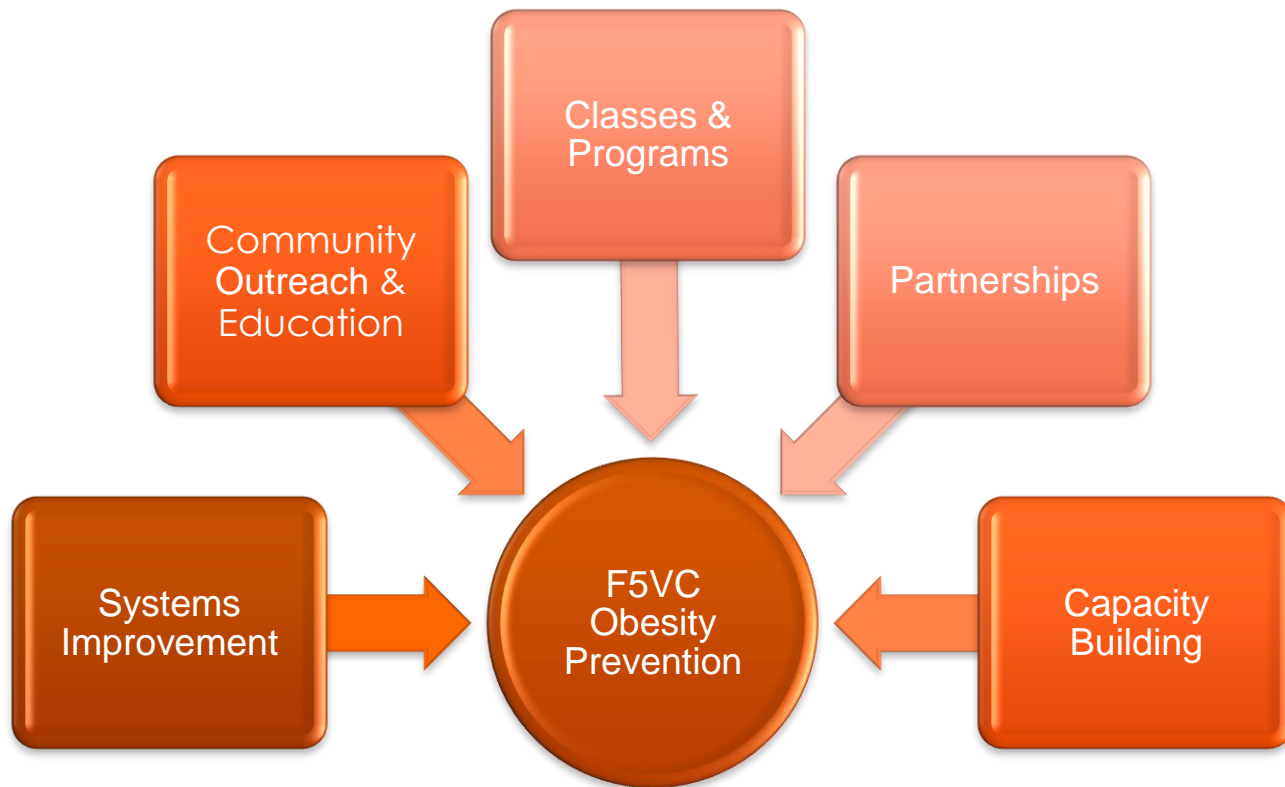 Classes &
Programs
Community
Outreach &
Education
Partnerships
Systems
Improvement
F5VC
Obesity
Prevention
Capacity
Building